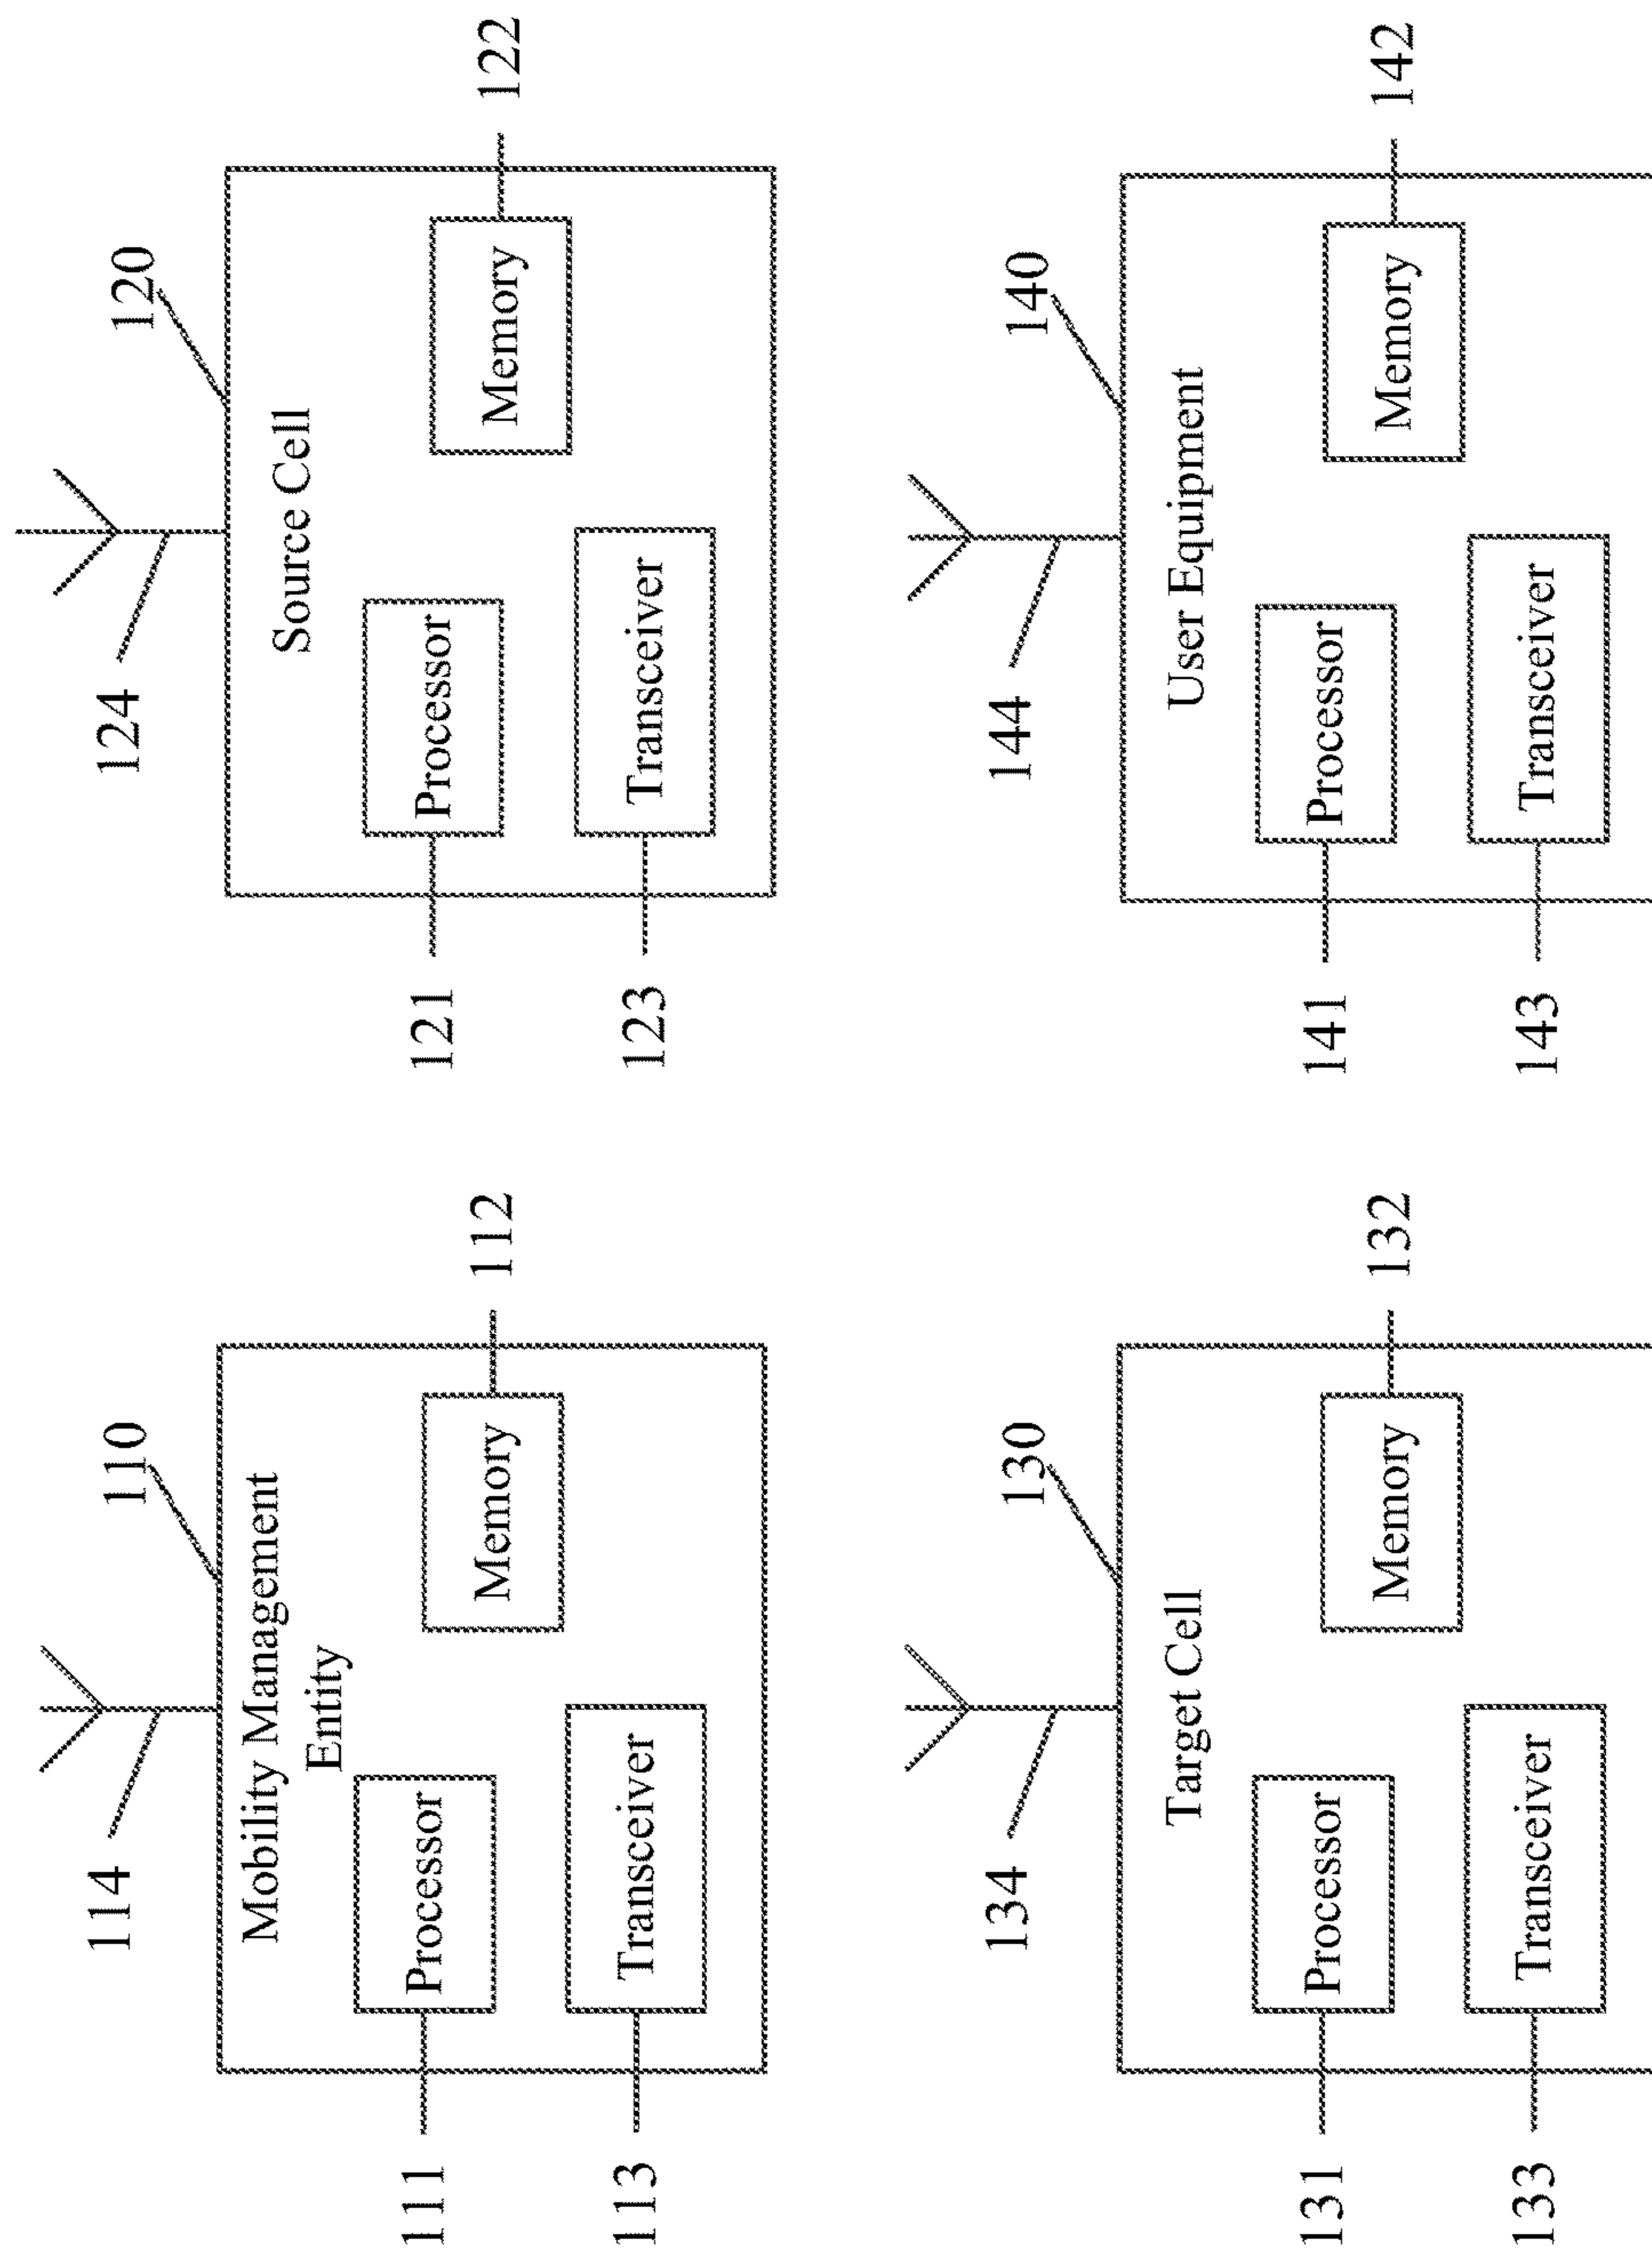 114
110
Mobility Management
Entity
111
Processor
Memory
112
113
Transceiver
124
120
Source Cell
121
Processor
Memory
122
123
Transceiver
134
130
Target Cell
131
Processor
Memory
132
133
Transceiver
144
140
User Equipment
141
Processor
Memory
142
143
Transceiver